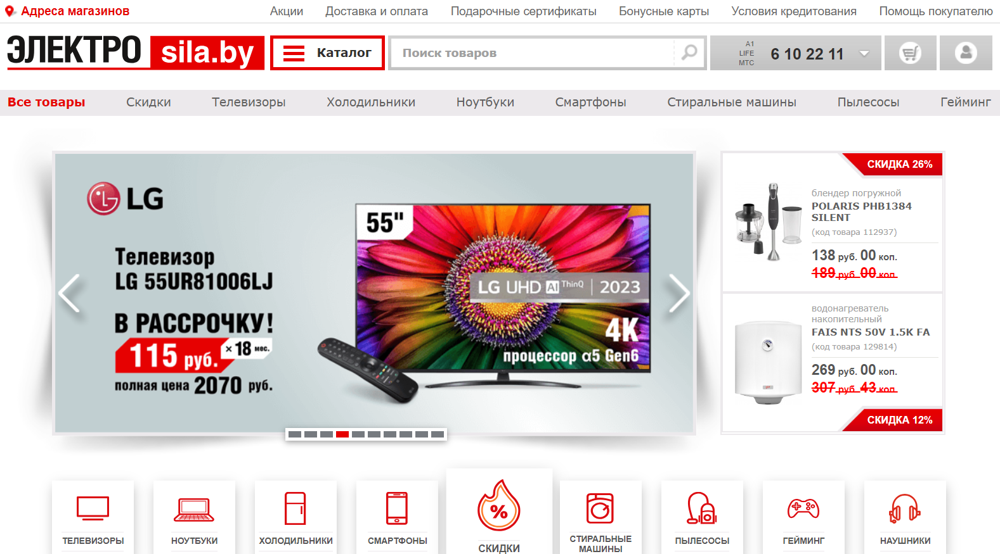 Адреса магазинов
Акции
Доставка и оплата
Подарочные сертификаты
Бонусные карты
Условия кредитования
Помощь покупателю
ЭЛЕКТРО sila.by
Каталог
Поиск товаров
A1
LIFE
МТС
6 10 22 11
Все товары
Скидки
Телевизоры
Холодильники
Ноутбуки
Смартфоны
Стиральные машины
Пылесосы
Гейминг
LG
Телевизор
LG 55UR81006LJ
В РАССРОЧКУ!
115 руб. × 18 мес.
полная цена 2070 руб.
55"
LG UHD AI ThinQ | 2023
4K
процессор α5 Gen6
СКИДКА 26%
блендер погружной
POLARIS PHB1384
SILENT
(код товара 112937)
138 руб. 00 коп.
189 руб. 00 коп.
водонагреватель
накопительный
FAIS NTS 50V 1.5K FA
(код товара 129814)
269 руб. 00 коп.
307 руб. 43 коп.
СКИДКА 12%
ТЕЛЕВИЗОРЫ
НОУТБУКИ
ХОЛОДИЛЬНИКИ
СМАРТФОНЫ
%
СКИДКИ
СТИРАЛЬНЫЕ
МАШИНЫ
ПЫЛЕСОСЫ
ГЕЙМИНГ
НАУШНИКИ